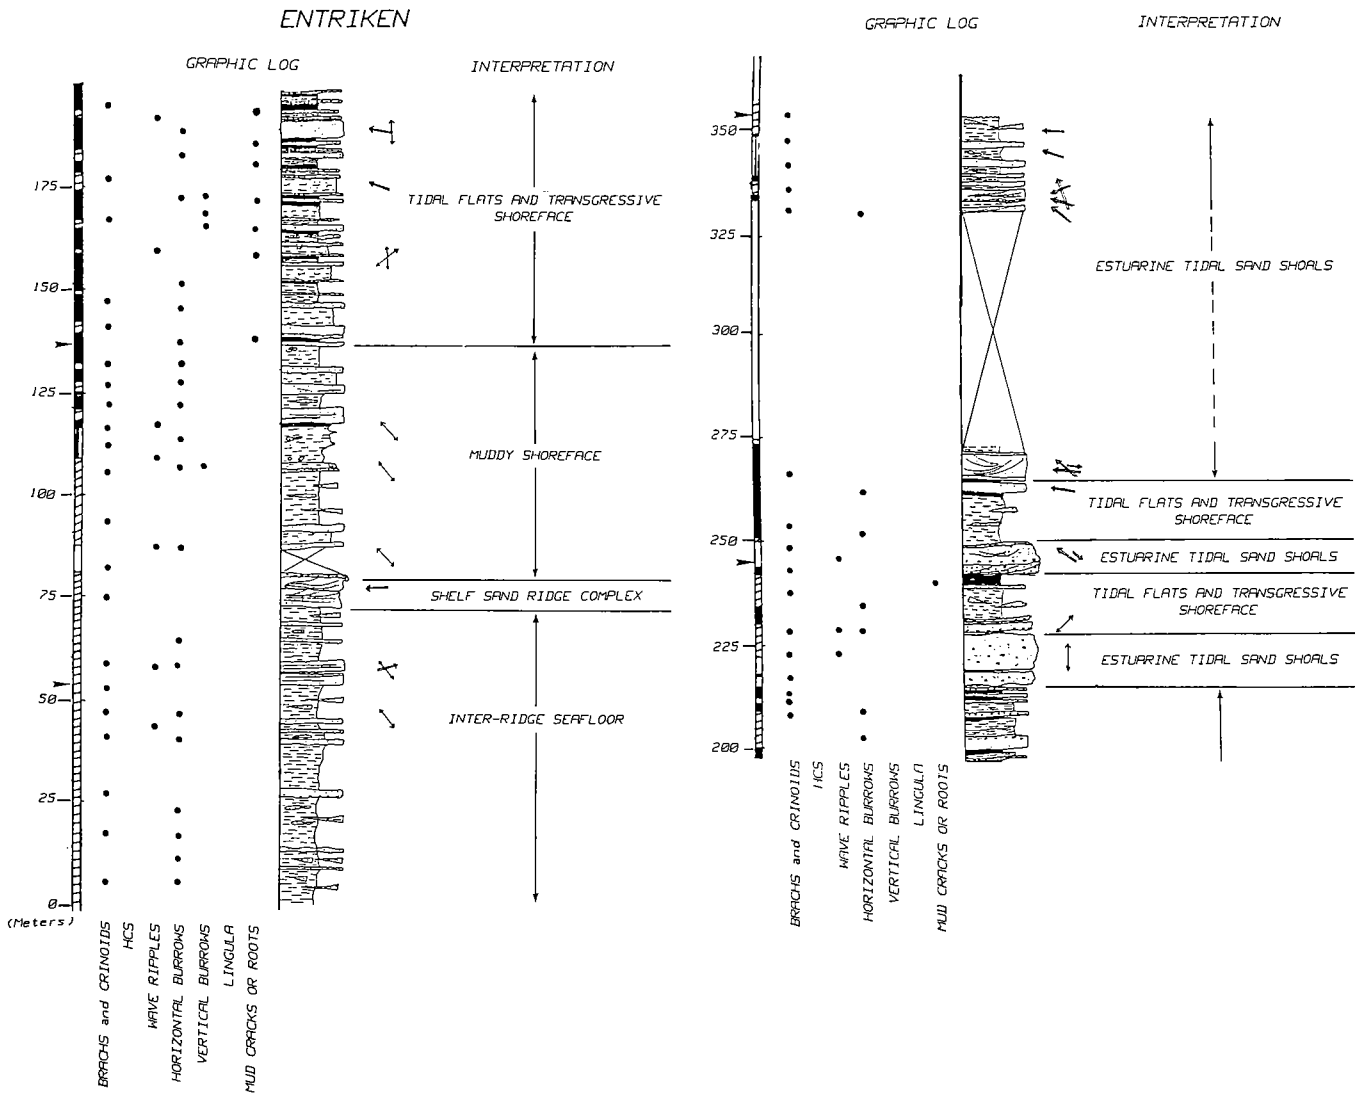 ENTRIKEN
GRAPHIC LOG
INTERPRETATION
175
150
125
100
75
50
25
0
(Meters)
TIDAL FLATS AND TRANSGRESSIVE
SHOREFACE
MUDDY SHOREFACE
SHELF SAND RIDGE COMPLEX
INTER-RIDGE SEAFLOOR
BRACHS and CRINOIDS
HCS
WAVE RIPPLES
HORIZONTAL BURROWS
VERTICAL BURROWS
LINGULA
MUD CRACKS OR ROOTS
GRAPHIC LOG
INTERPRETATION
350
325
300
275
250
225
200
ESTUARINE TIDAL SAND SHOALS
TIDAL FLATS AND TRANSGRESSIVE
SHOREFACE
ESTUARINE TIDAL SAND SHOALS
TIDAL FLATS AND TRANSGRESSIVE
SHOREFACE
ESTUARINE TIDAL SAND SHOALS
BRACHS and CRINOIDS
HCS
WAVE RIPPLES
HORIZONTAL BURROWS
VERTICAL BURROWS
LINGULA
MUD CRACKS OR ROOTS